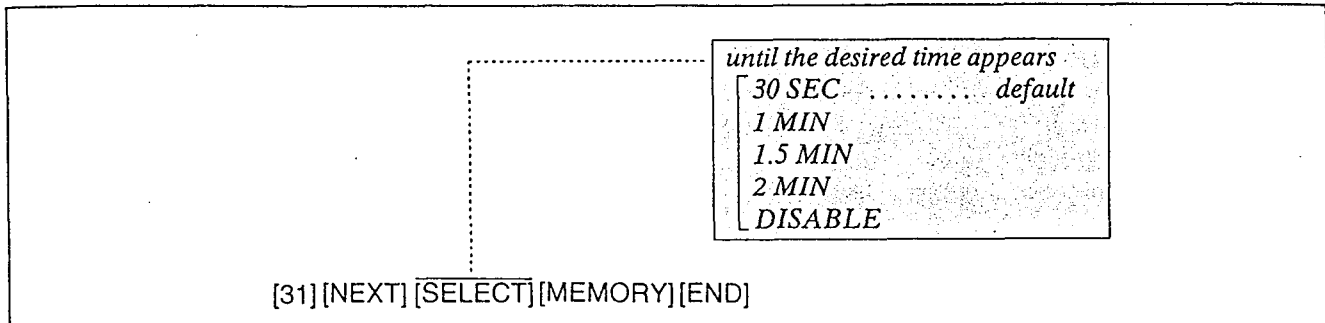 until the desired time appears
30 SEC ......... default
1 MIN
1.5 MIN
2 MIN
DISABLE
[31] [NEXT] [SELECT] [MEMORY] [END]